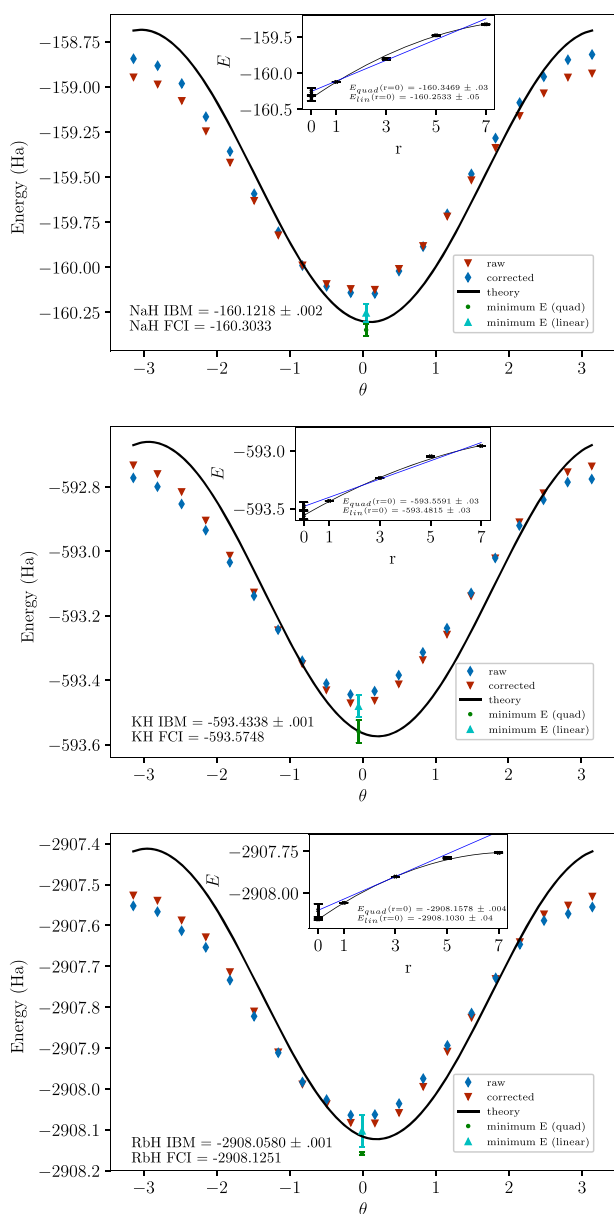 −158.75
−159.00
−159.25
−159.50
−159.75
−160.00
−160.25
Energy (Ha)
E
−159.5
−160.0
−160.5
E_quad(r=0) = -160.3469 ± .03
E_lin(r=0) = -160.2533 ± .05
0 1 3 5 7
r
raw
corrected
theory
minimum E (quad)
minimum E (linear)
NaH IBM = -160.1218 ± .002
NaH FCI = -160.3033
−3 −2 −1 0 1 2 3
θ
−592.8
−593.0
−593.2
−593.4
−593.6
Energy (Ha)
E
−593.0
−593.5
E_quad(r=0) = -593.5591 ± .03
E_lin(r=0) = -593.4815 ± .03
0 1 3 5 7
r
raw
corrected
theory
minimum E (quad)
minimum E (linear)
KH IBM = -593.4338 ± .001
KH FCI = -593.5748
−3 −2 −1 0 1 2 3
θ
−2907.4
−2907.5
−2907.6
−2907.7
−2907.8
−2907.9
−2908.0
−2908.1
−2908.2
Energy (Ha)
E
−2907.75
−2908.00
E_quad(r=0) = -2908.1578 ± .004
E_lin(r=0) = -2908.1030 ± .04
0 1 3 5 7
r
raw
corrected
theory
minimum E (quad)
minimum E (linear)
RbH IBM = -2908.0580 ± .001
RbH FCI = -2908.1251
−3 −2 −1 0 1 2 3
θ